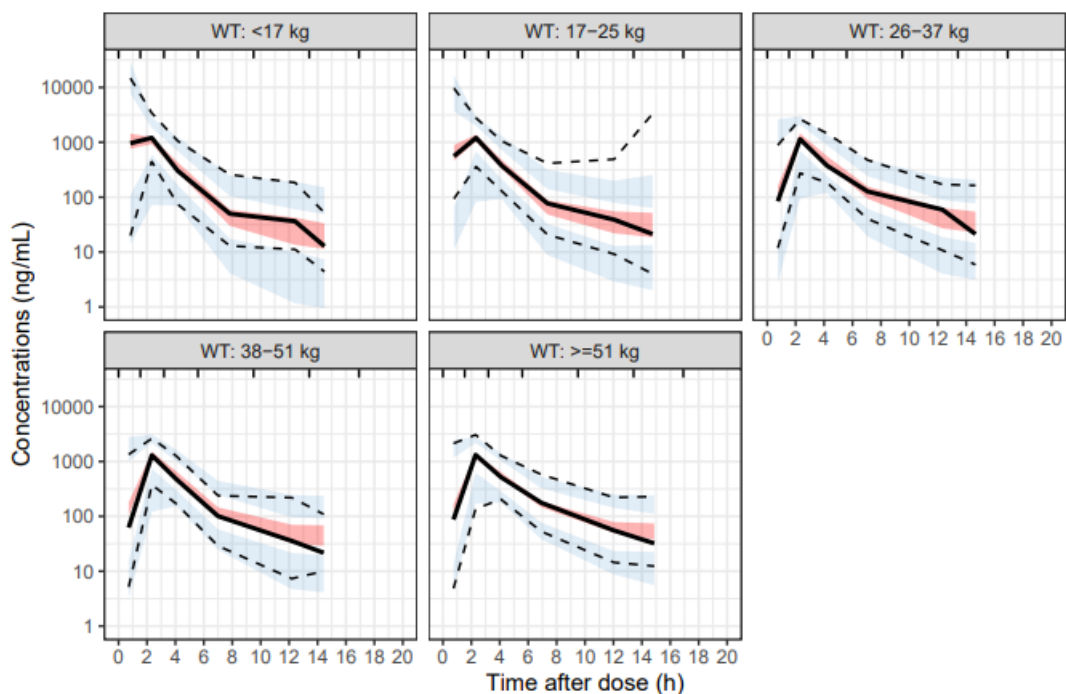 WT: <17 kg
WT: 17−25 kg
WT: 26−37 kg
10000
1000
100
10
1
0 2 4 6 8 10 12 14 16 18 20
WT: 38−51 kg
WT: >=51 kg
10000
1000
100
10
1
0 2 4 6 8 10 12 14 16 18 20
0 2 4 6 8 10 12 14 16 18 20
Concentrations (ng/mL)
Time after dose (h)